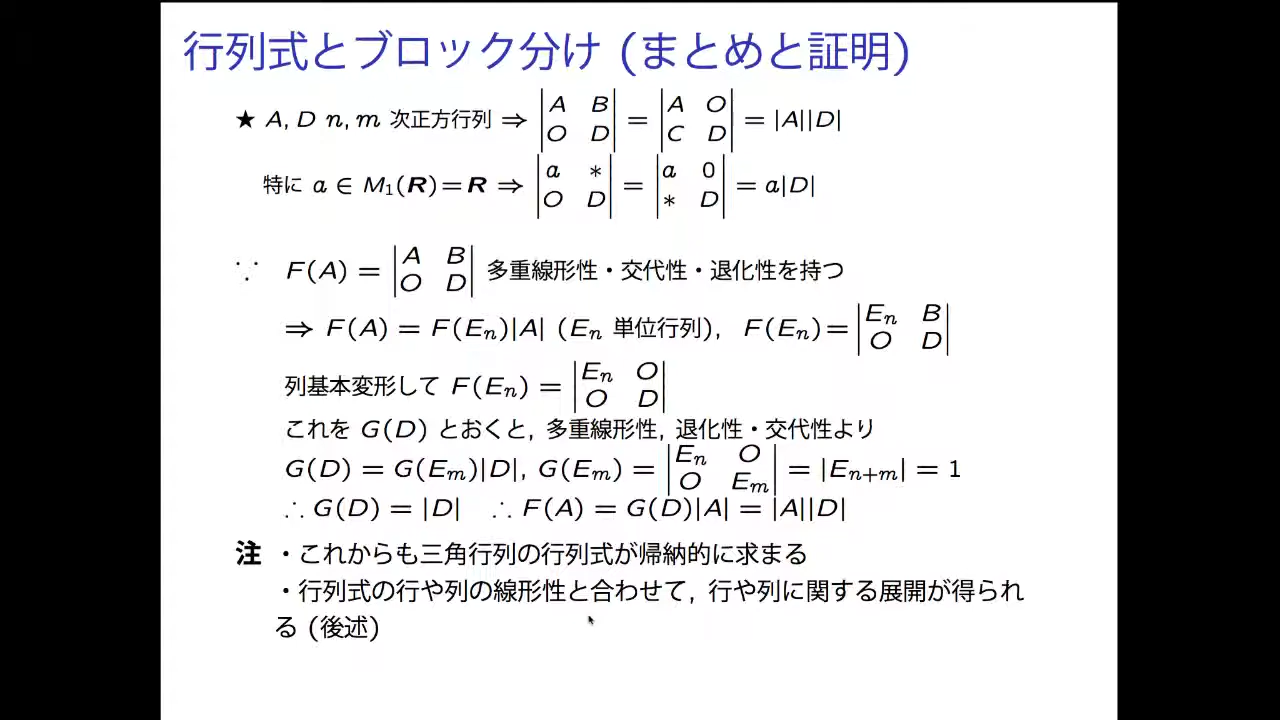 行列式とブロック分け (まとめと証明)
★ A, D n, m 次正方行列 ⇒ |A B; O D| = |A O; C D| = |A||D|
特に a ∈ M₁(R)=R ⇒ |a *; O D| = |a 0; * D| = a|D|
∵ F(A) = |A B; O D| 多重線形性・交代性・退化性を持つ
⇒ F(A) = F(Eₙ)|A| (Eₙ 単位行列), F(Eₙ)= |Eₙ B; O D|
列基本変形して F(Eₙ) = |Eₙ O; O D|
これを G(D) とおくと, 多重線形性, 退化性・交代性より
G(D) = G(Eₘ)|D|, G(Eₘ) = |Eₙ O; O Eₘ| = |Eₙ₊ₘ| = 1
∴ G(D) = |D| ∴ F(A) = G(D)|A| = |A||D|
注 ・これからも三角行列の行列式が帰納的に求まる
・行列式の行や列の線形性と合わせて, 行や列に関する展開が得られ
る (後述)